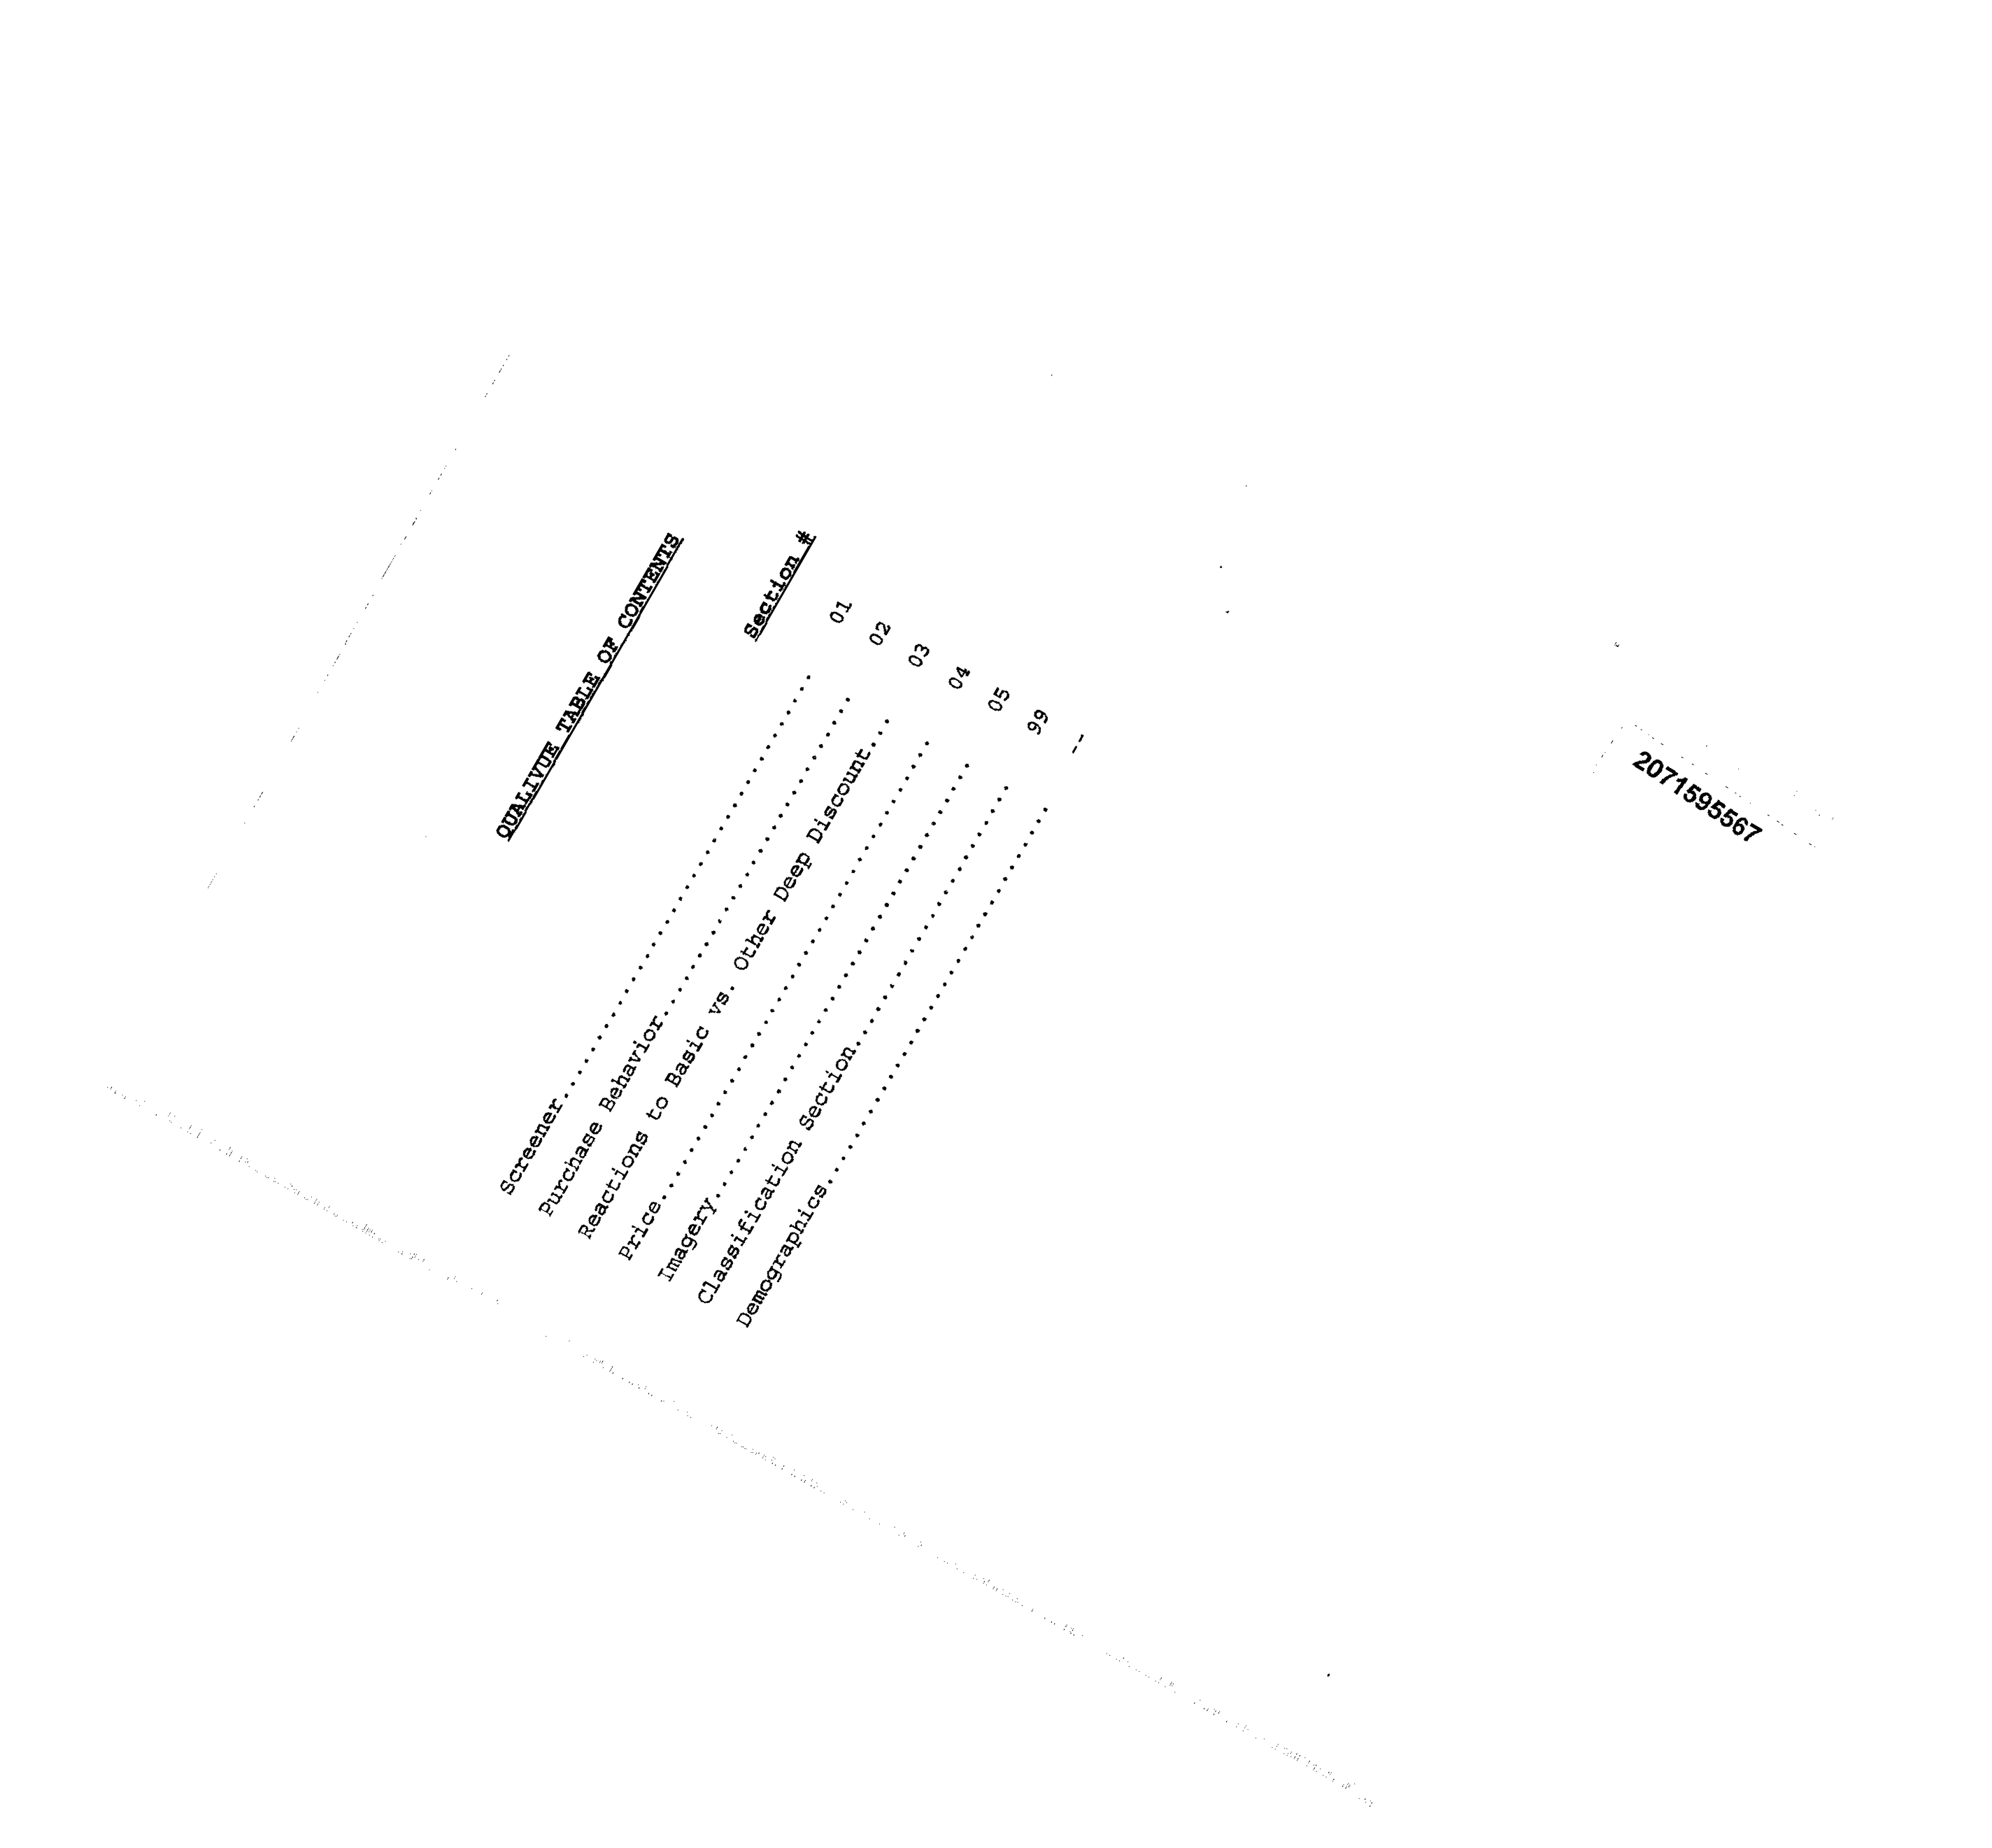 QUALIVUE TABLE OF CONTENTS
Section #
Screener.......................................... 01
Purchase Behavior............................ 02
Reactions to Basic vs. Other Deep Discount... 03
Price........................................ 04
Imagery...................................... 05
Classification Section....................... 99
Demographics................................. --
2071595567